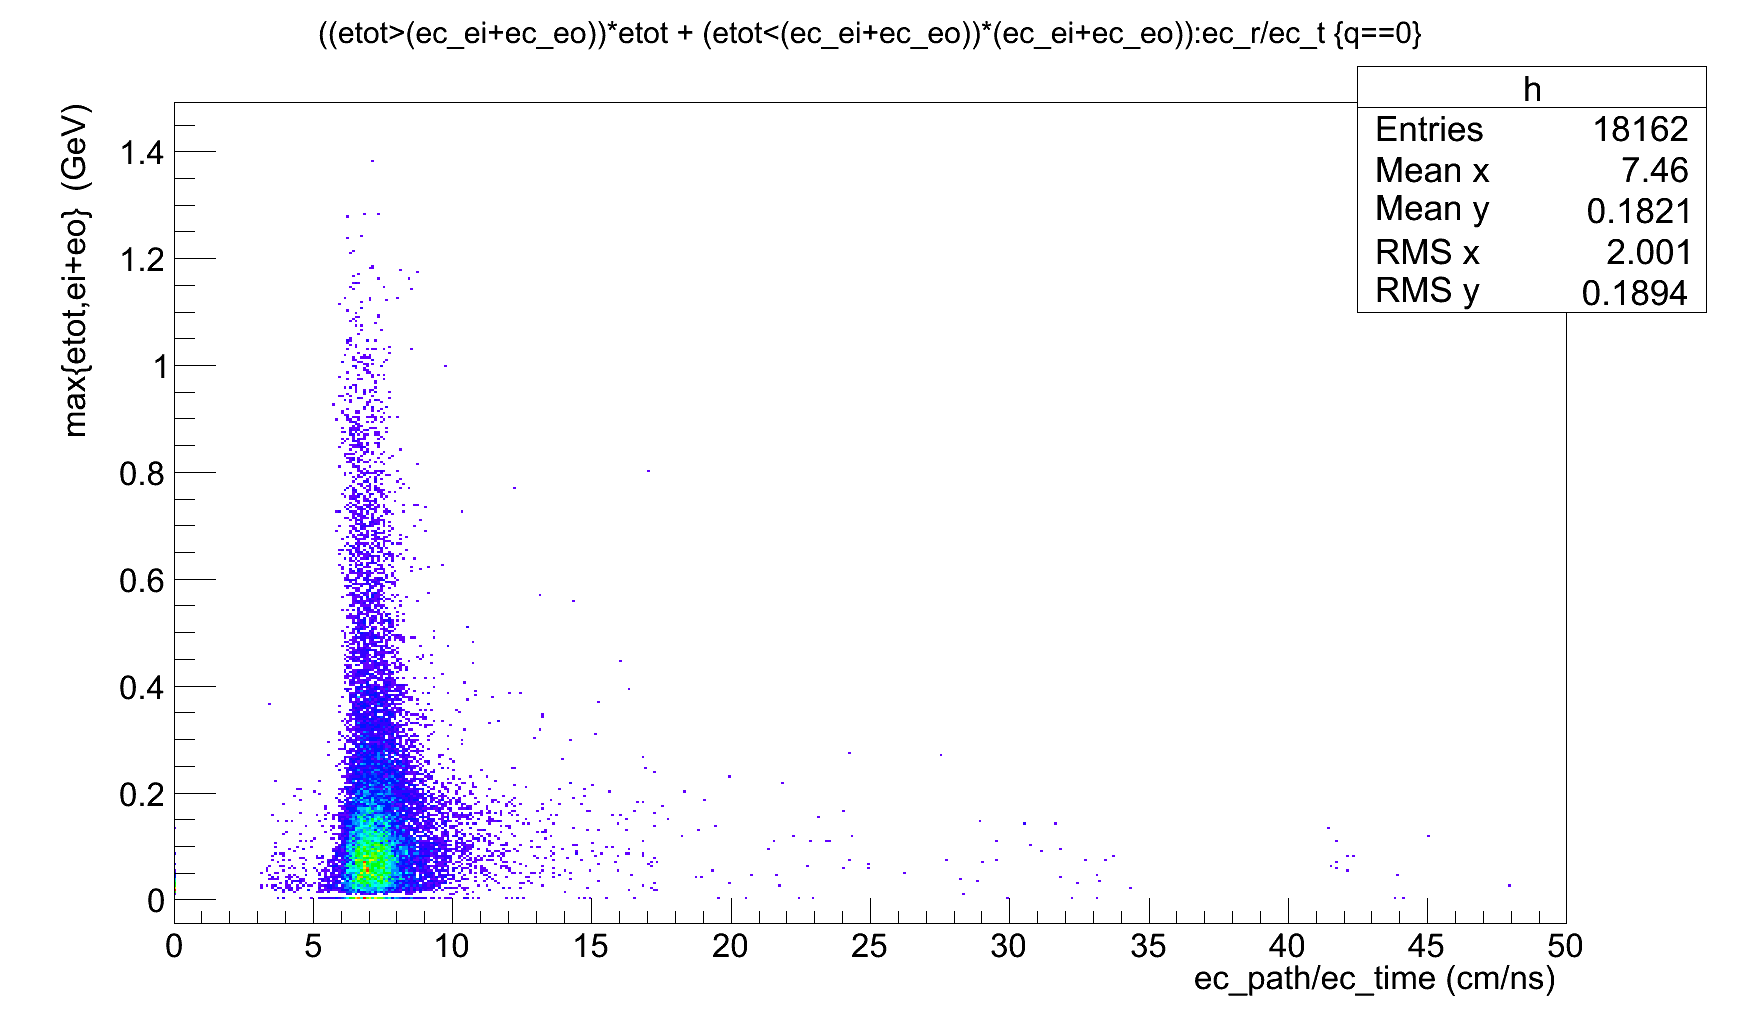 ((etot>(ec_ei+ec_eo))*etot + (etot<(ec_ei+ec_eo))*(ec_ei+ec_eo)):ec_r/ec_t {q==0}
h
Entries 18162
Mean x 7.46
Mean y 0.1821
RMS x 2.001
RMS y 0.1894
max{etot,ei+eo} (GeV)
1.4
1.2
1
0.8
0.6
0.4
0.2
0
0 5 10 15 20 25 30 35 40 45 50
ec_path/ec_time (cm/ns)